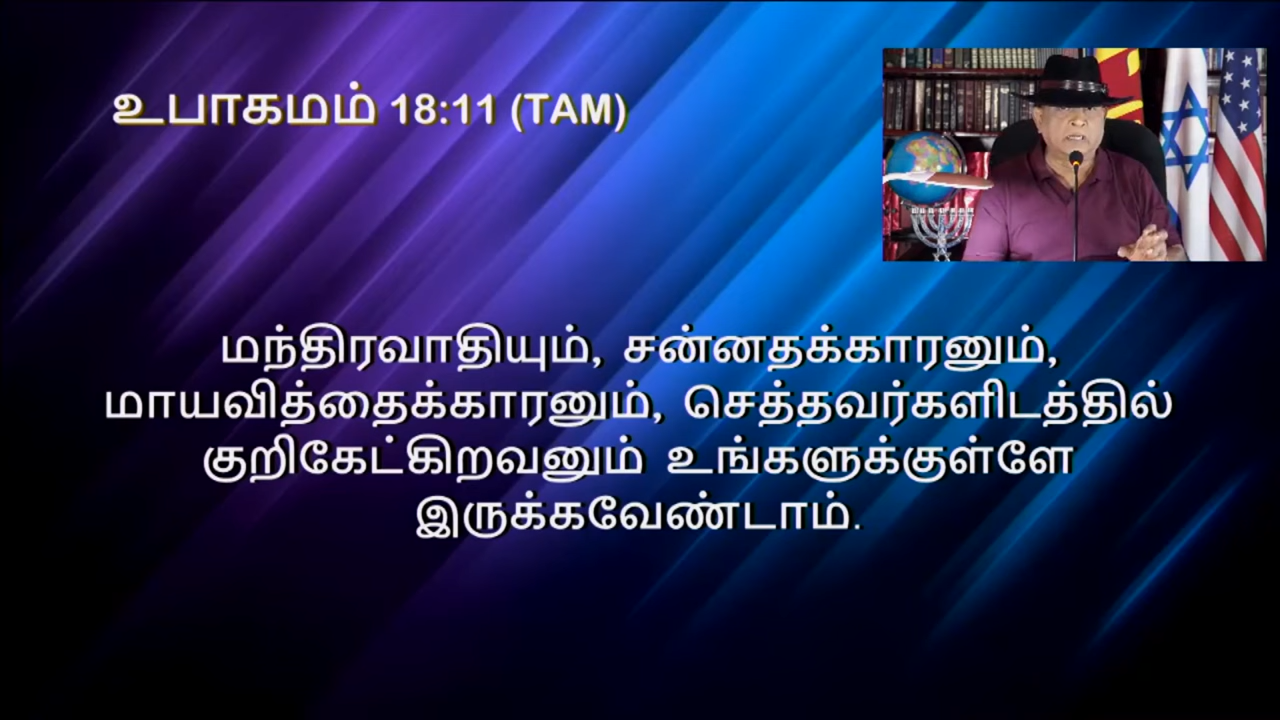 உபாகமம் 18:11 (TAM)
மந்திரவாதியும், சன்னதக்காரனும்,
மாயவித்தைக்காரனும், செத்தவர்களிடத்தில்
குறிகேட்கிறவனும் உங்களுக்குள்ளே
இருக்கவேண்டாம்.